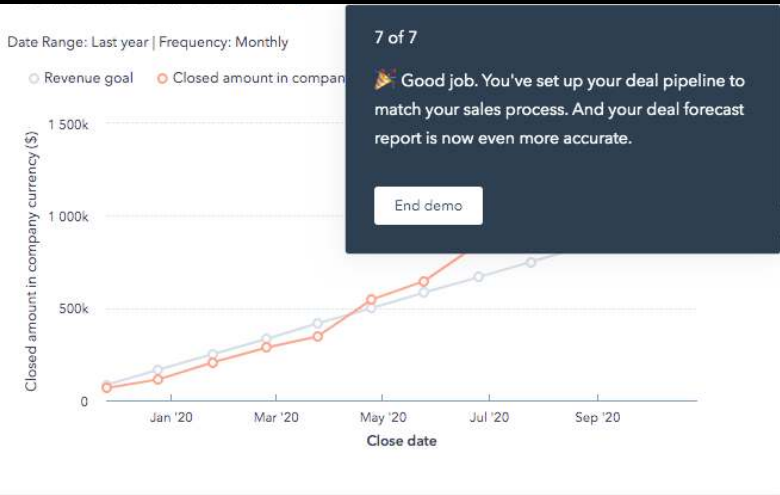 Date Range: Last year | Frequency: Monthly
7 of 7
Revenue goal
Closed amount in compan
🎉 Good job. You've set up your deal pipeline to
match your sales process. And your deal forecast
report is now even more accurate.
End demo
Closed amount in company currency ($)
1 500k
1 000k
500k
0
Jan '20
Mar '20
May '20
Jul '20
Sep '20
Close date